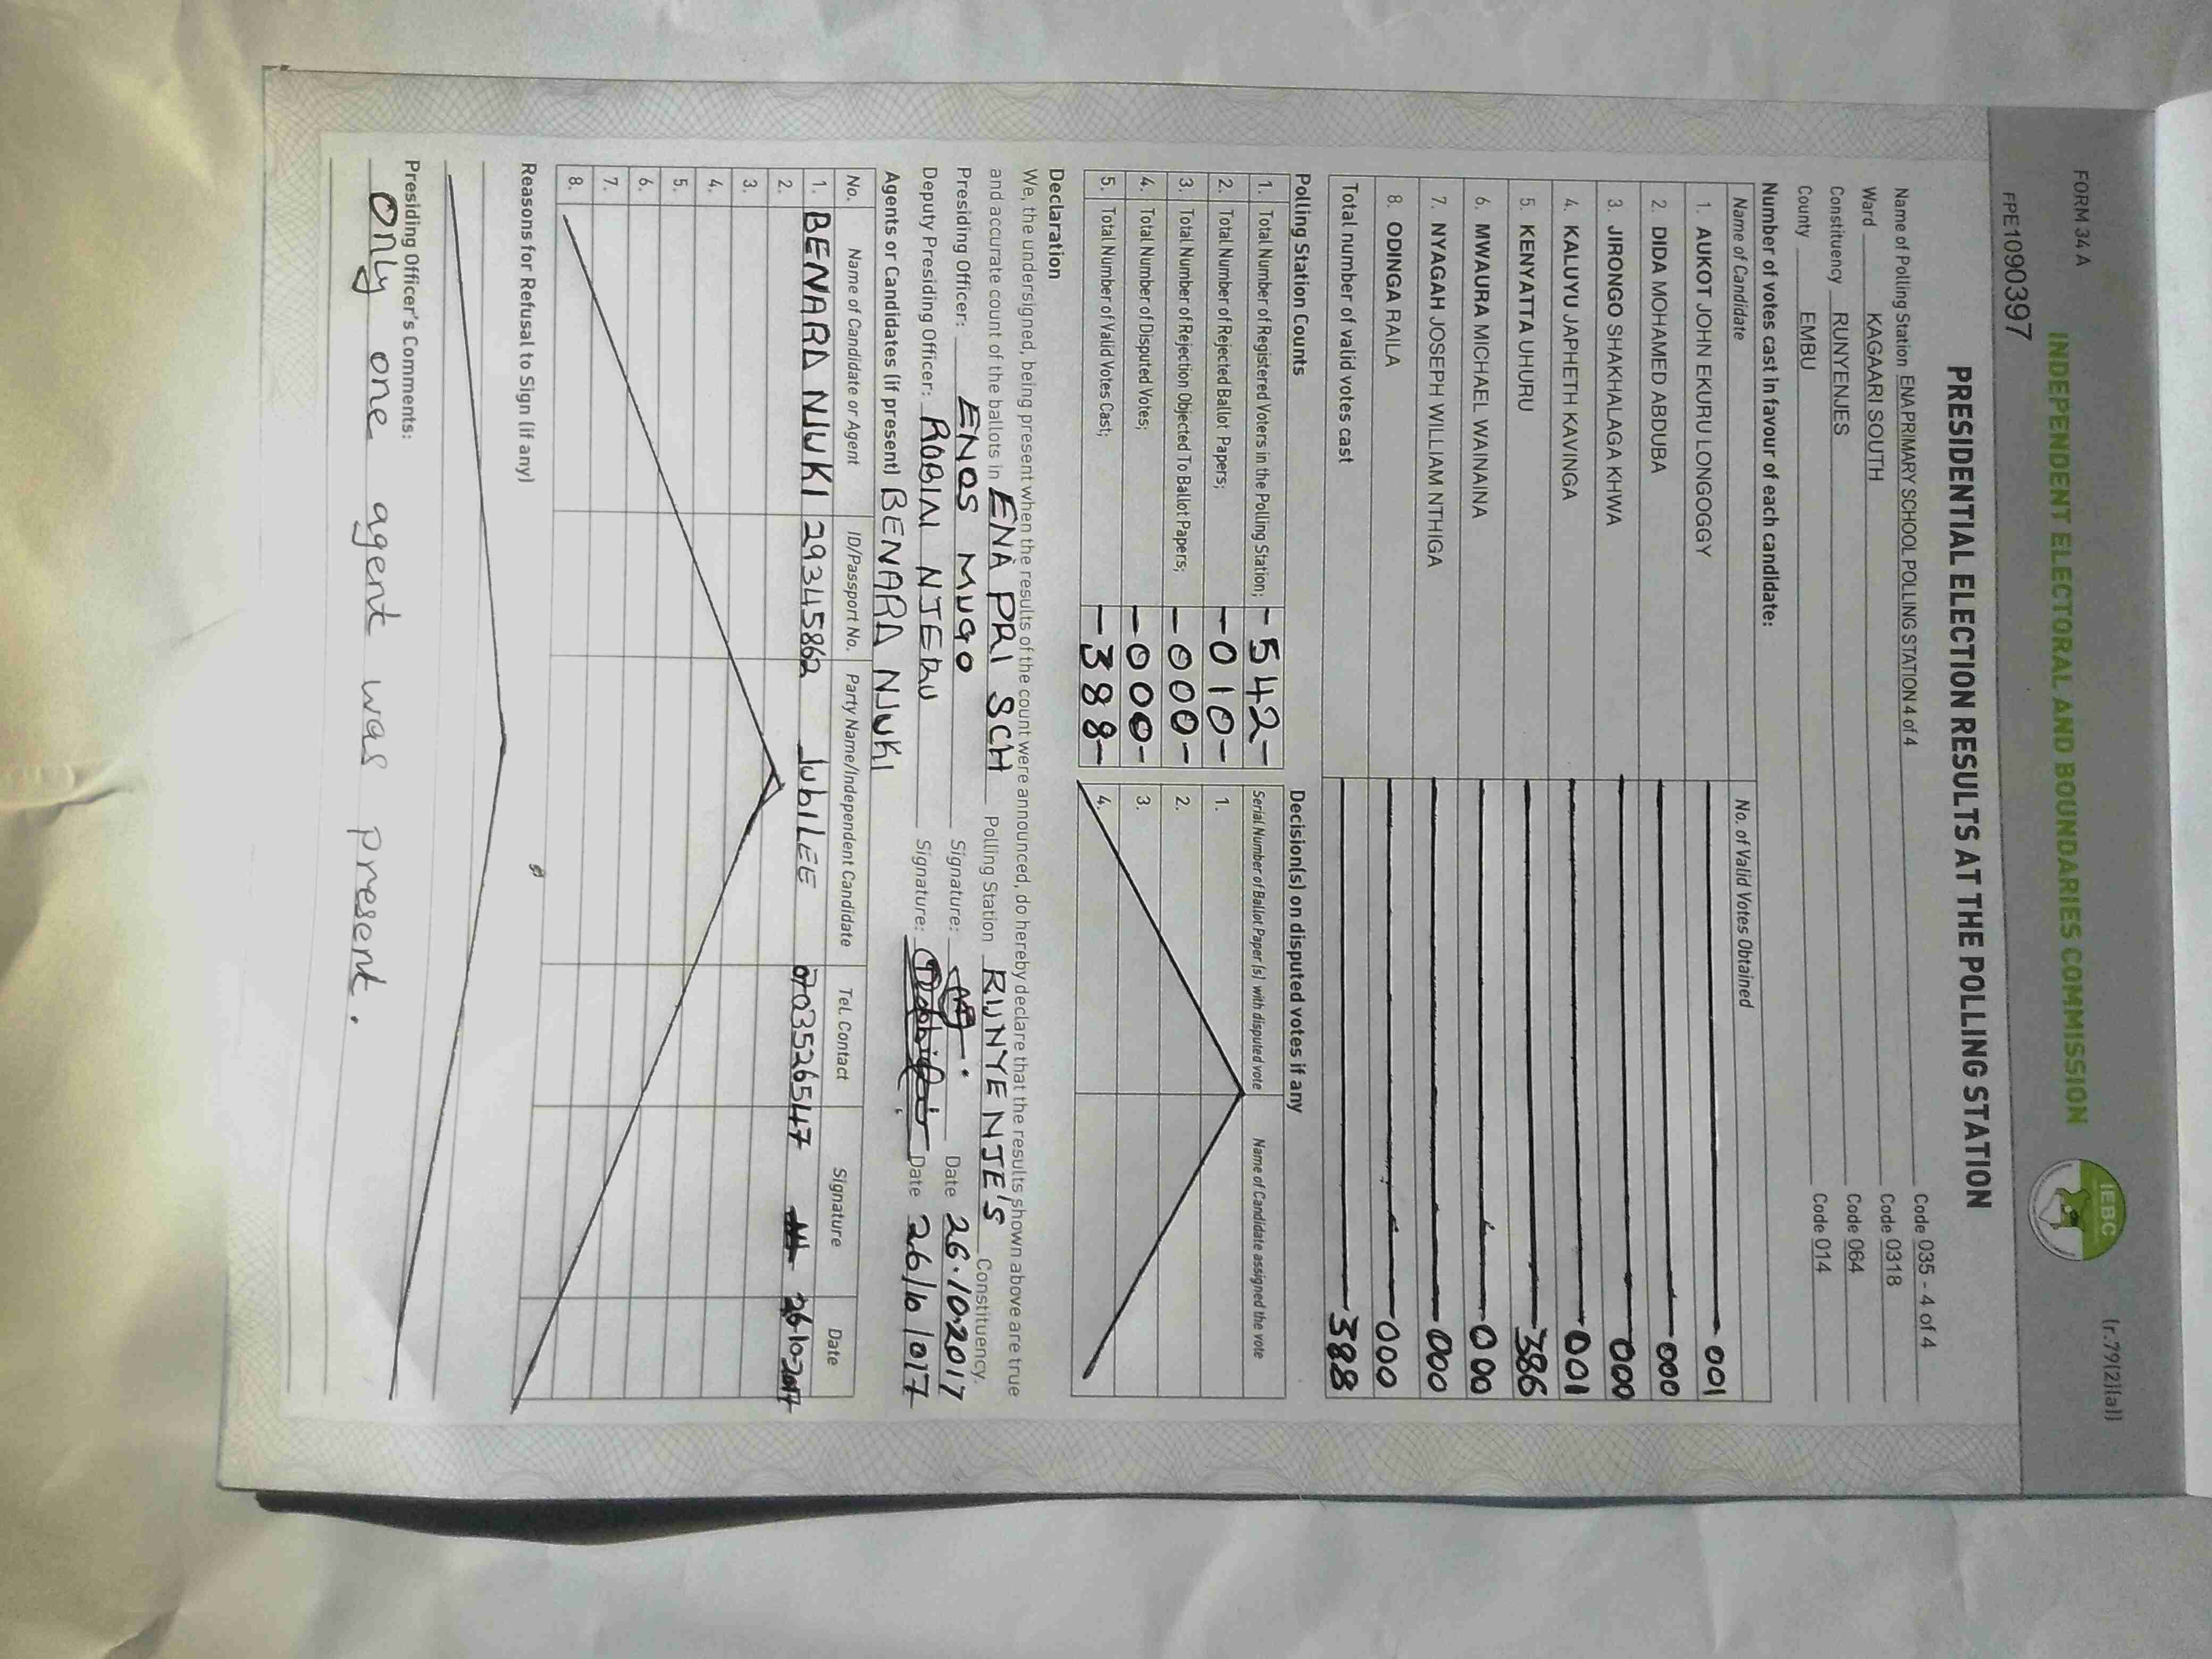 FORM 34 A
(r.79(2)(a))
INDEPENDENT ELECTORAL AND BOUNDARIES COMMISSION
IEBC
FPE1090397
PRESIDENTIAL ELECTION RESULTS AT THE POLLING STATION
Name of Polling Station ENA PRIMARY SCHOOL POLLING STATION 4 of 4 Code 035 - 4 of 4
Ward KAGAARI SOUTH Code 0318
Constituency RUNYENJES Code 064
County EMBU Code 014
Number of votes cast in favour of each candidate:
Name of Candidate No. of Valid Votes Obtained
1. AUKOT JOHN EKURU LONGOGGY 001
2. DIDA MOHAMED ABDUBA 000
3. JIRONGO SHAKHALAGA KHWA 000
4. KALUYU JAPHETH KAVINGA 001
5. KENYATTA UHURU 386
6. MWAURA MICHAEL WAINAINA 000
7. NYAGAH JOSEPH WILLIAM NTHIGA 000
8. ODINGA RAILA 000
Total number of valid votes cast 388
Polling Station Counts Decision(s) on disputed votes if any
1. Total Number of Registered Voters in the Polling Station; -542- Serial Number of Ballot Paper (s) with disputed vote Name of Candidate assigned the vote
2. Total Number of Rejected Ballot Papers; -010- 1.
3. Total Number of Rejection Objected To Ballot Papers; -000- 2.
4. Total Number of Disputed Votes; -000- 3.
5. Total Number of Valid Votes Cast; -388- 4.
Declaration
We, the undersigned, being present when the results of the count were announced, do hereby declare that the results shown above are true
and accurate count of the ballots in ENA PRI SCH Polling Station RUNYENJE'S Constituency.
Presiding Officer: ENOS MUGO Signature: Date 26.10.2017
Deputy Presiding Officer: ROBIN NJERU Signature: Date 26/10/017
Agents or Candidates (if present) BENARD NJUKI
No. Name of Candidate or Agent ID/Passport No. Party Name/Independent Candidate Tel. Contact Signature Date
1. BENARD NJUKI 29345862 JUBILEE 0703526547 26-10-2017
2.
3.
4.
5.
6.
7.
8.
Reasons for Refusal to Sign (if any)
Presiding Officer's Comments:
Only one agent was present.